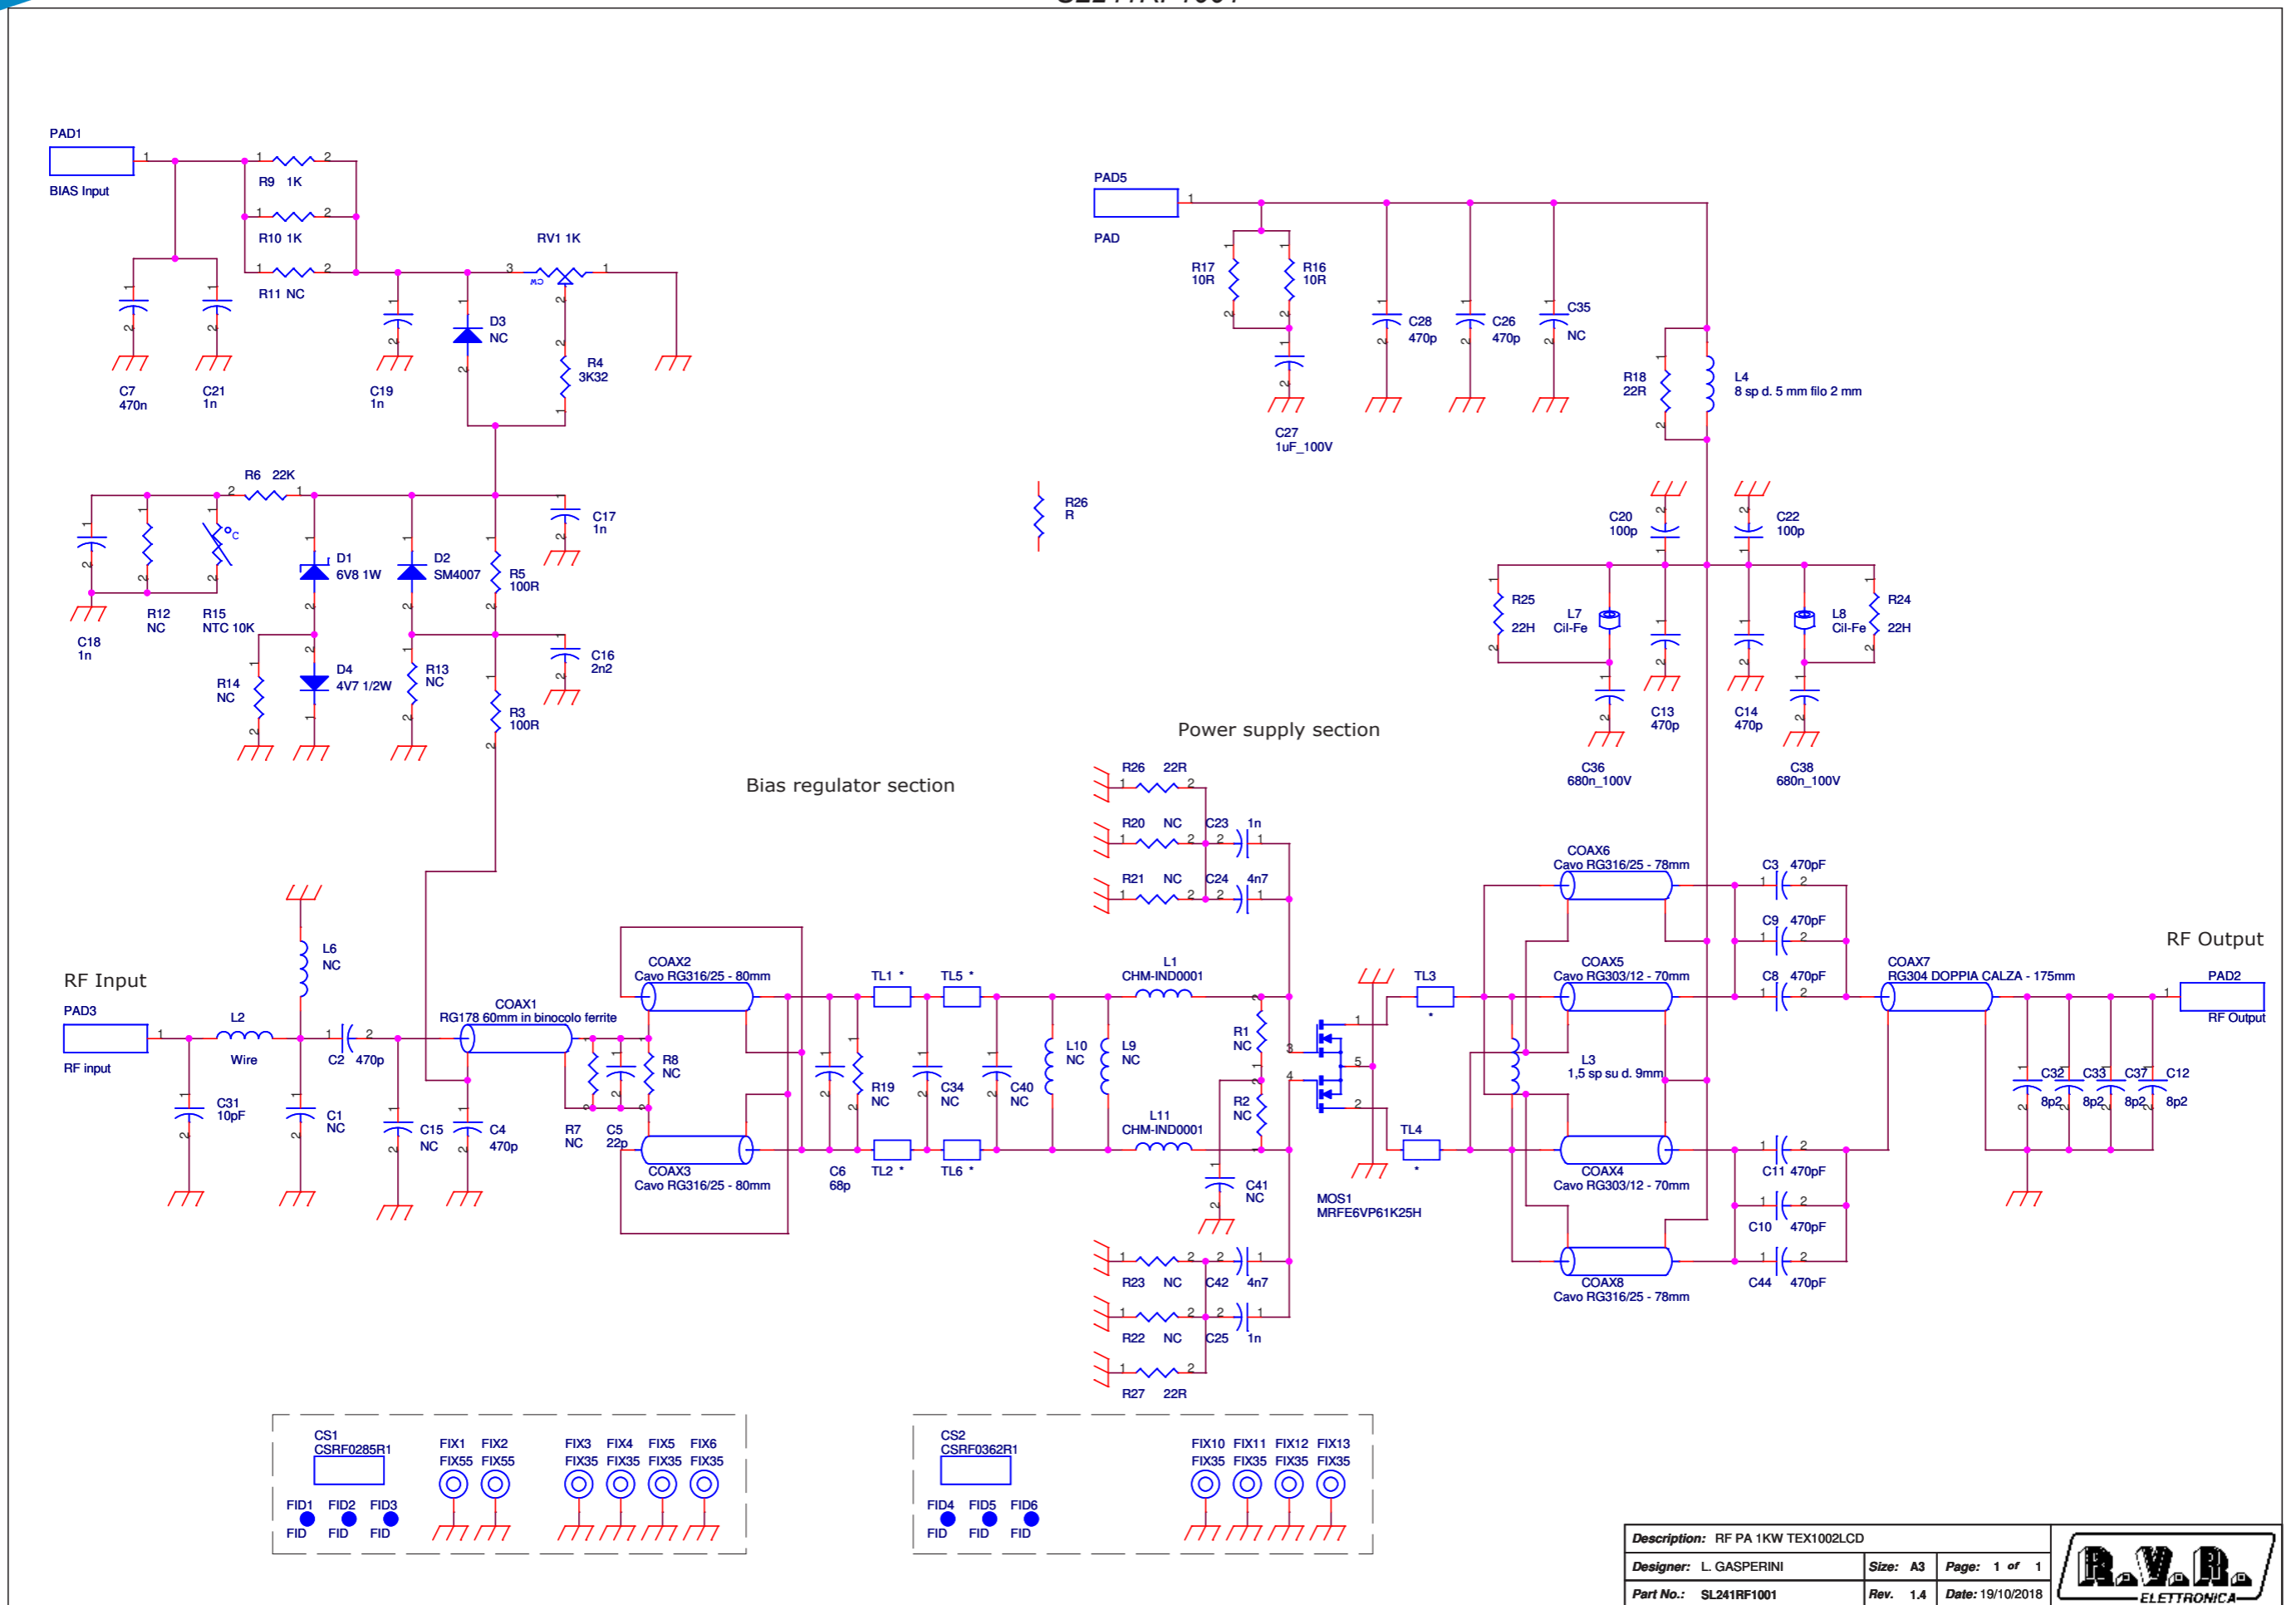 PAD1
BIAS Input
R9 1K
R10 1K
R11 NC
RV1 1K
CW
C7
470n
C21
1n
C19
1n
D3
NC
R4
3K32
PAD5
PAD
R17
10R
R16
10R
C27
1uF_100V
C28
470p
C26
470p
C35
NC
R18
22R
L4
8 sp d. 5 mm filo 2 mm
R6 22K
C18
1n
R12
NC
R15
NTC 10K
°C
D1
6V8 1W
D2
SM4007
R5
100R
C17
1n
R14
NC
D4
4V7 1/2W
R13
NC
C16
2n2
R3
100R
R26
R
C20
100p
C22
100p
R25
22H
L7
Cil-Fe
L8
Cil-Fe
R24
22H
C13
470p
C14
470p
C36
680n_100V
C38
680n_100V
Power supply section
Bias regulator section
R26 22R
R20 NC C23 1n
R21 NC C24 4n7
RF Input
PAD3
RF input
L2
Wire
L6
NC
C31
10pF
C1
NC
C2 470p
C15
NC
C4
470p
COAX1
RG178 60mm in binocolo ferrite
R7
NC
C5
22p
R8
NC
COAX2
Cavo RG316/25 - 80mm
COAX3
Cavo RG316/25 - 80mm
C6
68p
R19
NC
TL1 *
TL5 *
TL2 *
TL6 *
C34
NC
C40
NC
L10
NC
L9
NC
L1
CHM-IND0001
L11
CHM-IND0001
R1
NC
R2
NC
C41
NC
MOS1
MRFE6VP61K25H
TL3
*
TL4
*
R23 NC C42 4n7
R22 NC C25 1n
R27 22R
COAX6
Cavo RG316/25 - 78mm
COAX5
Cavo RG303/12 - 70mm
L3
1,5 sp su d. 9mm
COAX4
Cavo RG303/12 - 70mm
COAX8
Cavo RG316/25 - 78mm
C3 470pF
C9 470pF
C8 470pF
C11 470pF
C10 470pF
C44 470pF
COAX7
RG304 DOPPIA CALZA - 175mm
RF Output
PAD2
RF Output
C32
8p2
C33
8p2
C37
8p2
C12
8p2
CS1
CSRF0285R1
FID1 FID2 FID3
FID FID FID
FIX1 FIX2 FIX3 FIX4 FIX5 FIX6
FIX55 FIX55 FIX35 FIX35 FIX35 FIX35
CS2
CSRF0362R1
FID4 FID5 FID6
FID FID FID
FIX10 FIX11 FIX12 FIX13
FIX35 FIX35 FIX35 FIX35
Description: RF PA 1KW TEX1002LCD
Designer: L. GASPERINI Size: A3 Page: 1 of 1
Part No.: SL241RF1001 Rev. 1.4 Date: 19/10/2018
R.V.R.
ELETTRONICA